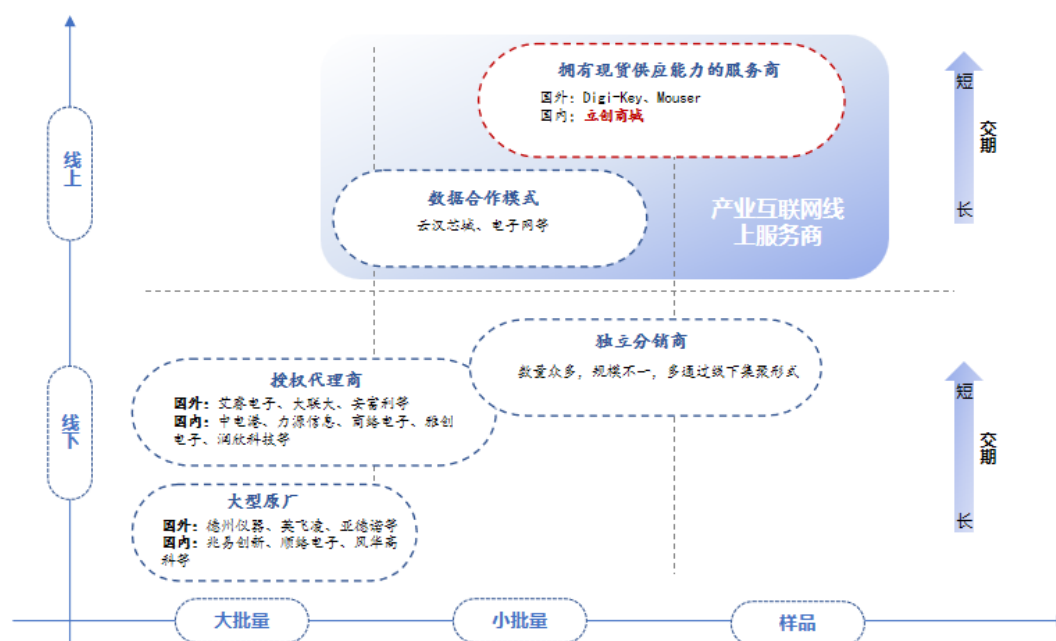 拥有现货供应能力的服务商
国外：Digi-Key、Mouser
国内：立创商城
短
交期
长
线上
数据合作模式
云汉芯城、电子网等
产业互联网线
上服务商
独立分销商
数量众多，规模不一，多通过线下集聚形式
授权代理商
国外：艾睿电子、大联大、安富利等
国内：中电港、力源信息、商络电子、雅创
电子、润欣科技等
线下
短
交期
长
大型原厂
国外：德州仪器、英飞凌、亚德诺等
国内：兆易创新、顺络电子、风华高
科等
大批量
小批量
样品